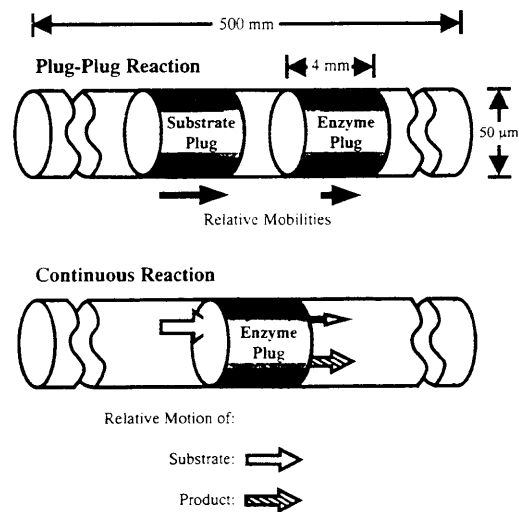 500 mm
Plug-Plug Reaction
4 mm
Substrate
Plug
Enzyme
Plug
50 µm
Relative Mobilities
Continuous Reaction
Enzyme
Plug
Relative Motion of:
Substrate:
Product: